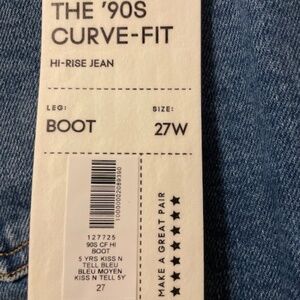 THE '90S
CURVE-FIT
HI-RISE JEAN
LEG:
BOOT
SIZE:
27W
127725
90S CF HI
BOOT
5 YRS KISS N
TELL BLEU
BLEU MOYEN
KISS N TELL 5Y
27
MAKE A GREAT PAIR